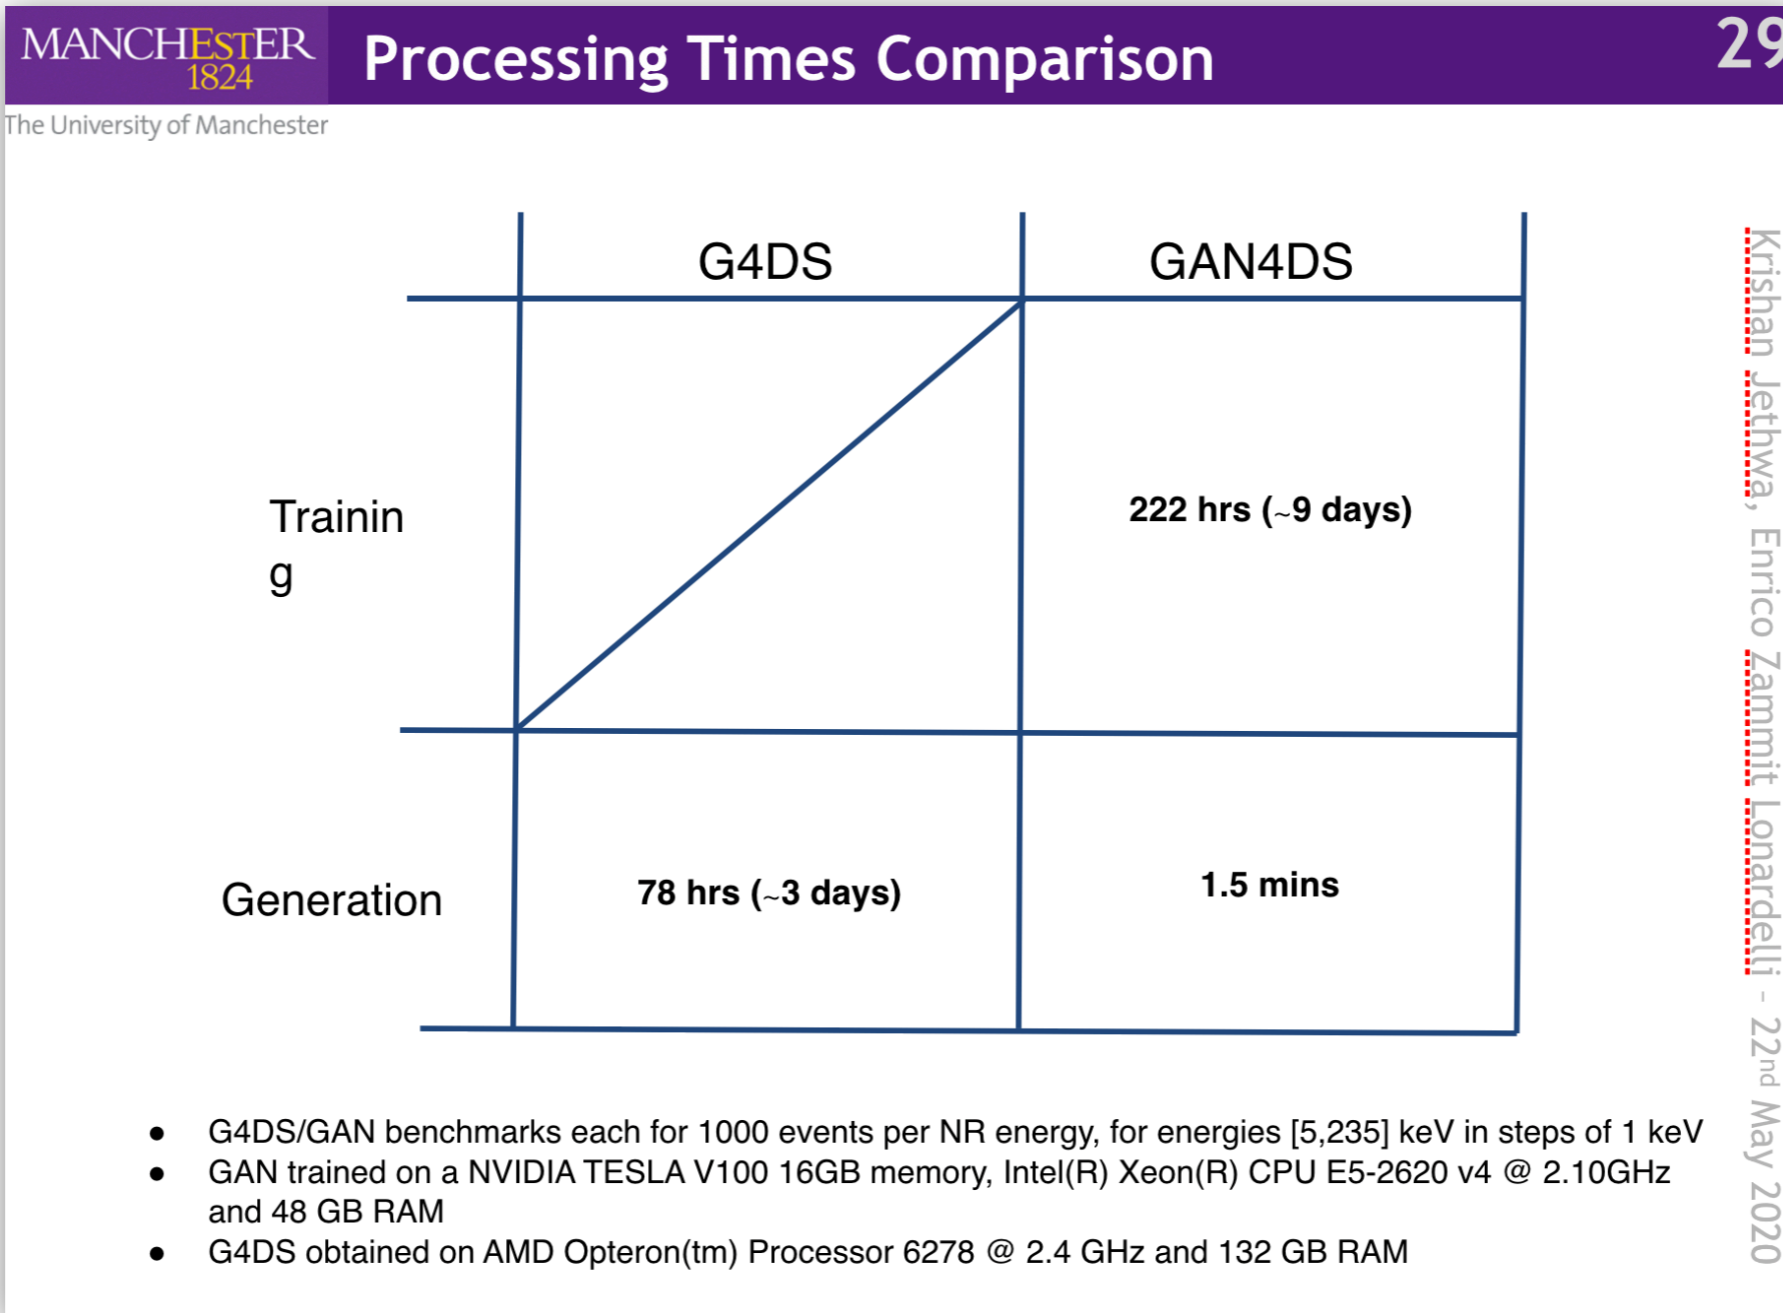 MANCHESTER
1824
Processing Times Comparison
29
The University of Manchester
G4DS
GAN4DS
Trainin
g
222 hrs (~9 days)
Generation
78 hrs (~3 days)
1.5 mins
● G4DS/GAN benchmarks each for 1000 events per NR energy, for energies [5,235] keV in steps of 1 keV
● GAN trained on a NVIDIA TESLA V100 16GB memory, Intel(R) Xeon(R) CPU E5-2620 v4 @ 2.10GHz
and 48 GB RAM
● G4DS obtained on AMD Opteron(tm) Processor 6278 @ 2.4 GHz and 132 GB RAM
Krishan Jethwa, Enrico Zammit Lonardelli - 22nd May 2020